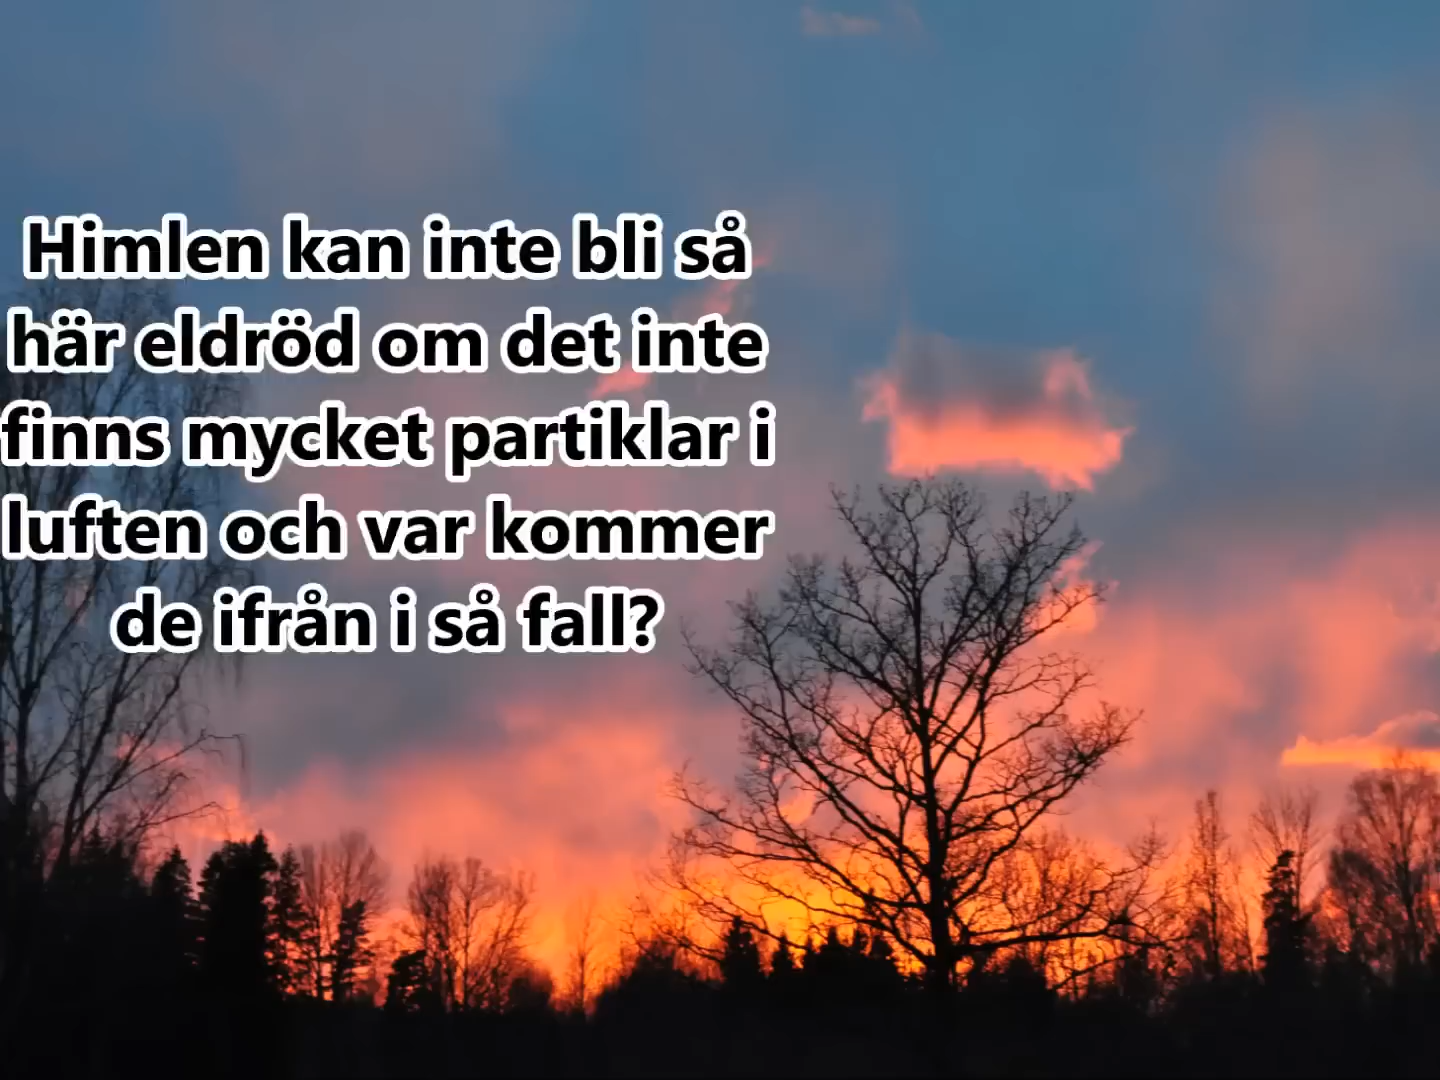 Himlen kan inte bli så
här eldröd om det inte
finns mycket partiklar i
luften och var kommer
de ifrån i så fall?